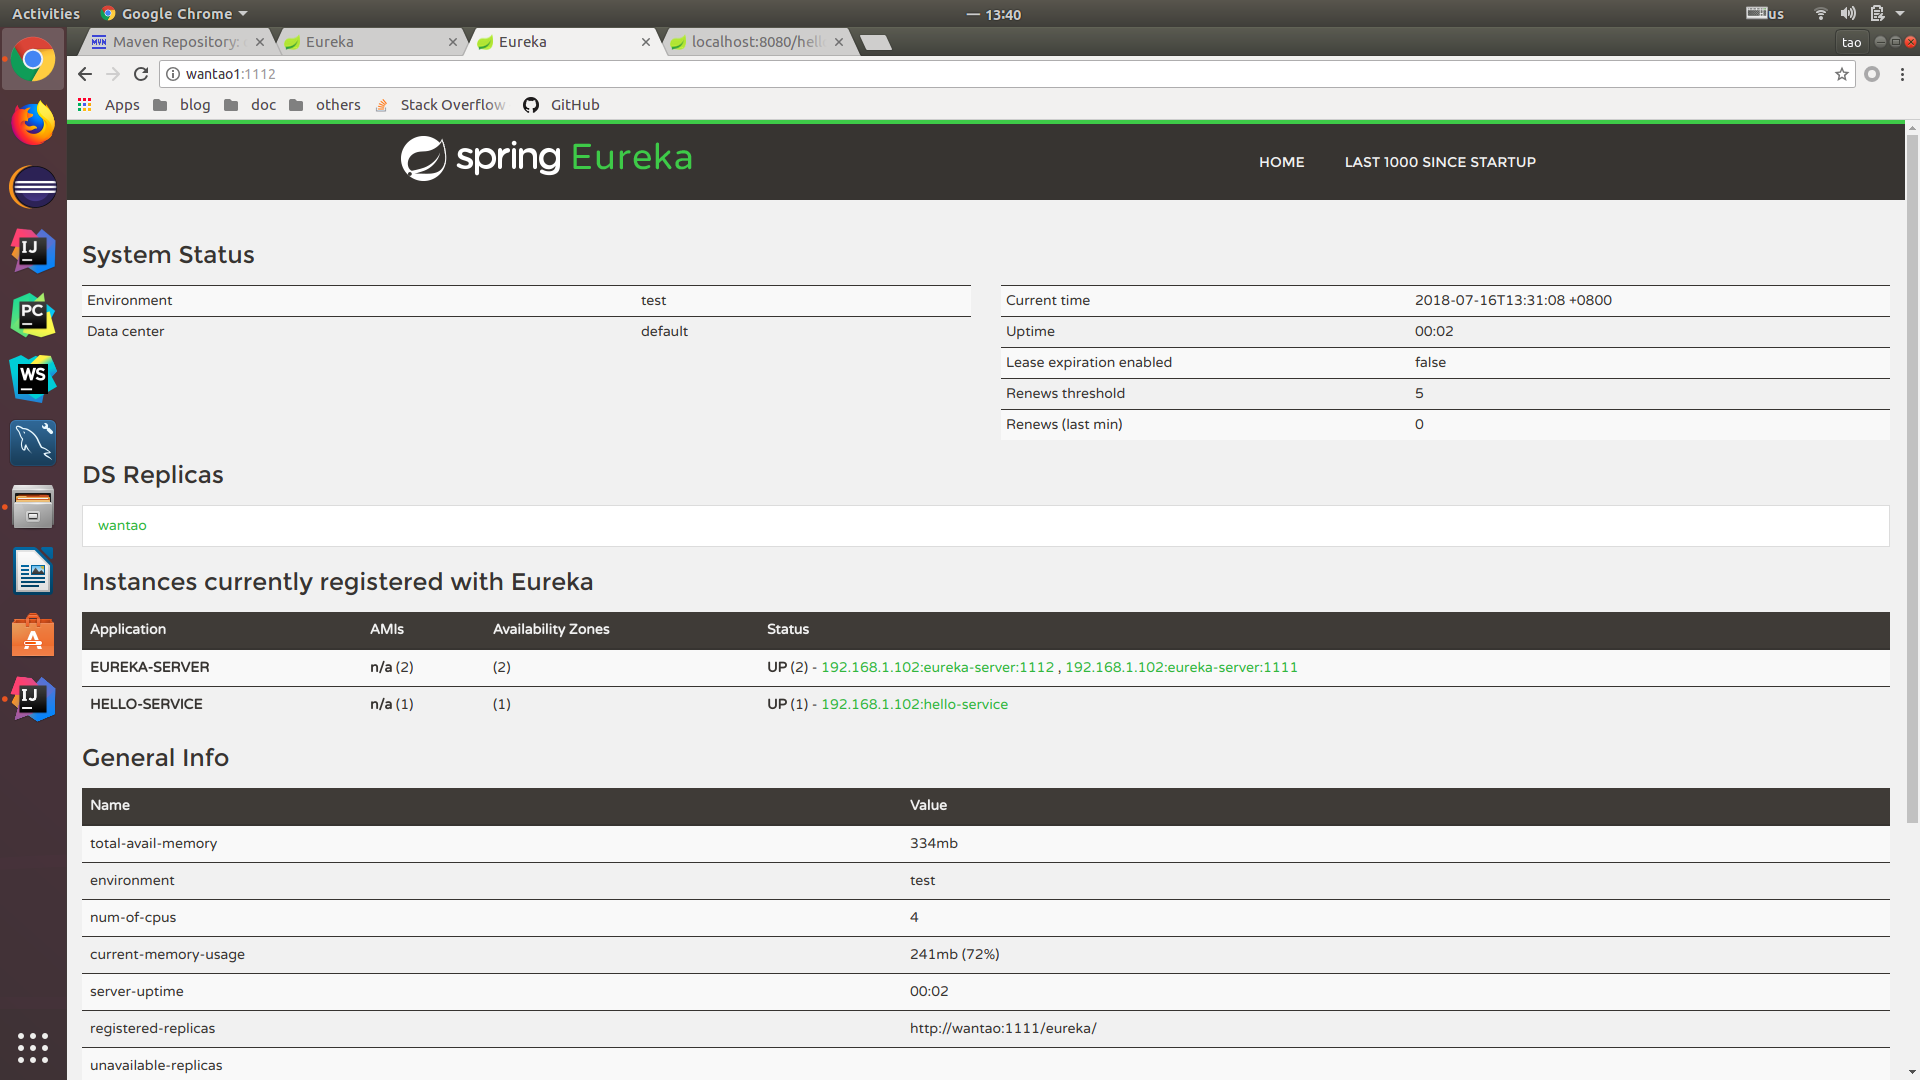 Activities Google Chrome — 13:40 us
Maven Repository: Eureka Eureka localhost:8080/hell tao
wantao1:1112
Apps blog doc others Stack Overflow GitHub
spring Eureka HOME LAST 1000 SINCE STARTUP
System Status
Environment test
Data center default
Current time 2018-07-16T13:31:08 +0800
Uptime 00:02
Lease expiration enabled false
Renews threshold 5
Renews (last min) 0
DS Replicas
wantao
Instances currently registered with Eureka
Application AMIs Availability Zones Status
EUREKA-SERVER n/a (2) (2) UP (2) - 192.168.1.102:eureka-server:1112 , 192.168.1.102:eureka-server:1111
HELLO-SERVICE n/a (1) (1) UP (1) - 192.168.1.102:hello-service
General Info
Name Value
total-avail-memory 334mb
environment test
num-of-cpus 4
current-memory-usage 241mb (72%)
server-uptime 00:02
registered-replicas http://wantao:1111/eureka/
unavailable-replicas
IJ
PC
WS
IJ